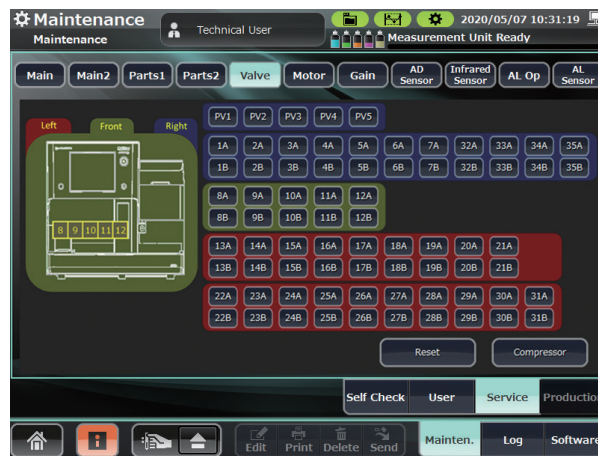 Maintenance
Maintenance
Technical User
2020/05/07 10:31:19
Measurement Unit Ready
Main Main2 Parts1 Parts2 Valve Motor Gain AD Sensor Infrared Sensor AL Op AL Sensor
Left Front Right
PV1 PV2 PV3 PV4 PV5
1A 2A 3A 4A 5A 6A 7A 32A 33A 34A 35A
1B 2B 3B 4B 5B 6B 7B 32B 33B 34B 35B
8A 9A 10A 11A 12A
8B 9B 10B 11B 12B
8 9 10 11 12
13A 14A 15A 16A 17A 18A 19A 20A 21A
13B 14B 15B 16B 17B 18B 19B 20B 21B
22A 23A 24A 25A 26A 27A 28A 29A 30A 31A
22B 23B 24B 25B 26B 27B 28B 29B 30B 31B
Reset Compressor
Self Check User Service Productio
Edit Print Delete Send Mainten. Log Software